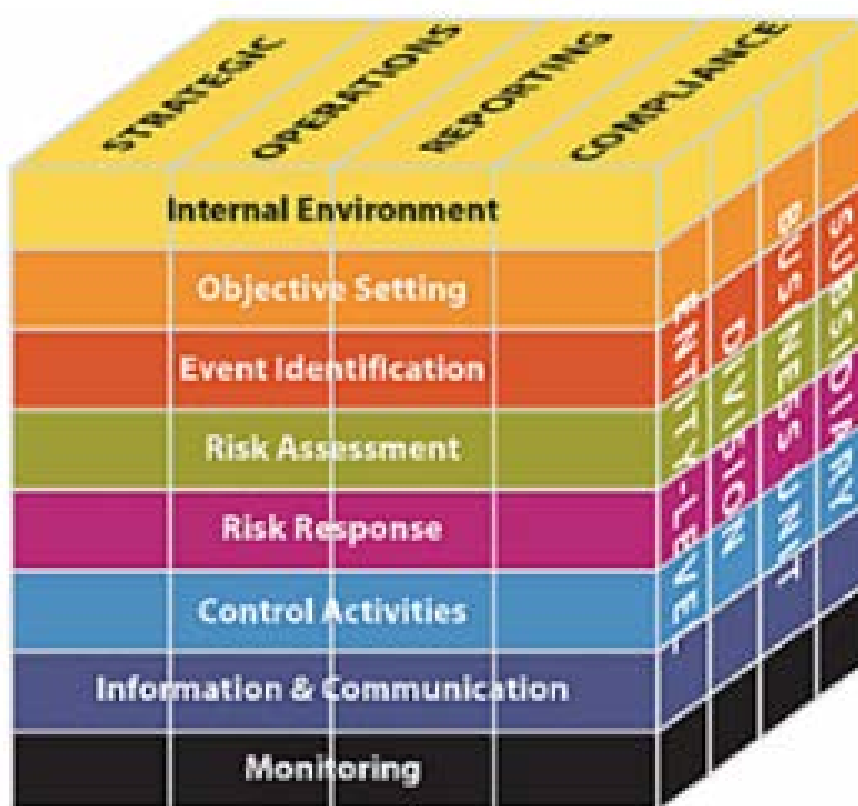 STRATEGIC
OPERATIONS
REPORTING
COMPLIANCE
Internal Environment
Objective Setting
Event Identification
Risk Assessment
Risk Response
Control Activities
Information & Communication
Monitoring
ENTITY-LEVEL
DIVISION
BUSINESS UNIT
SUBSIDIARY